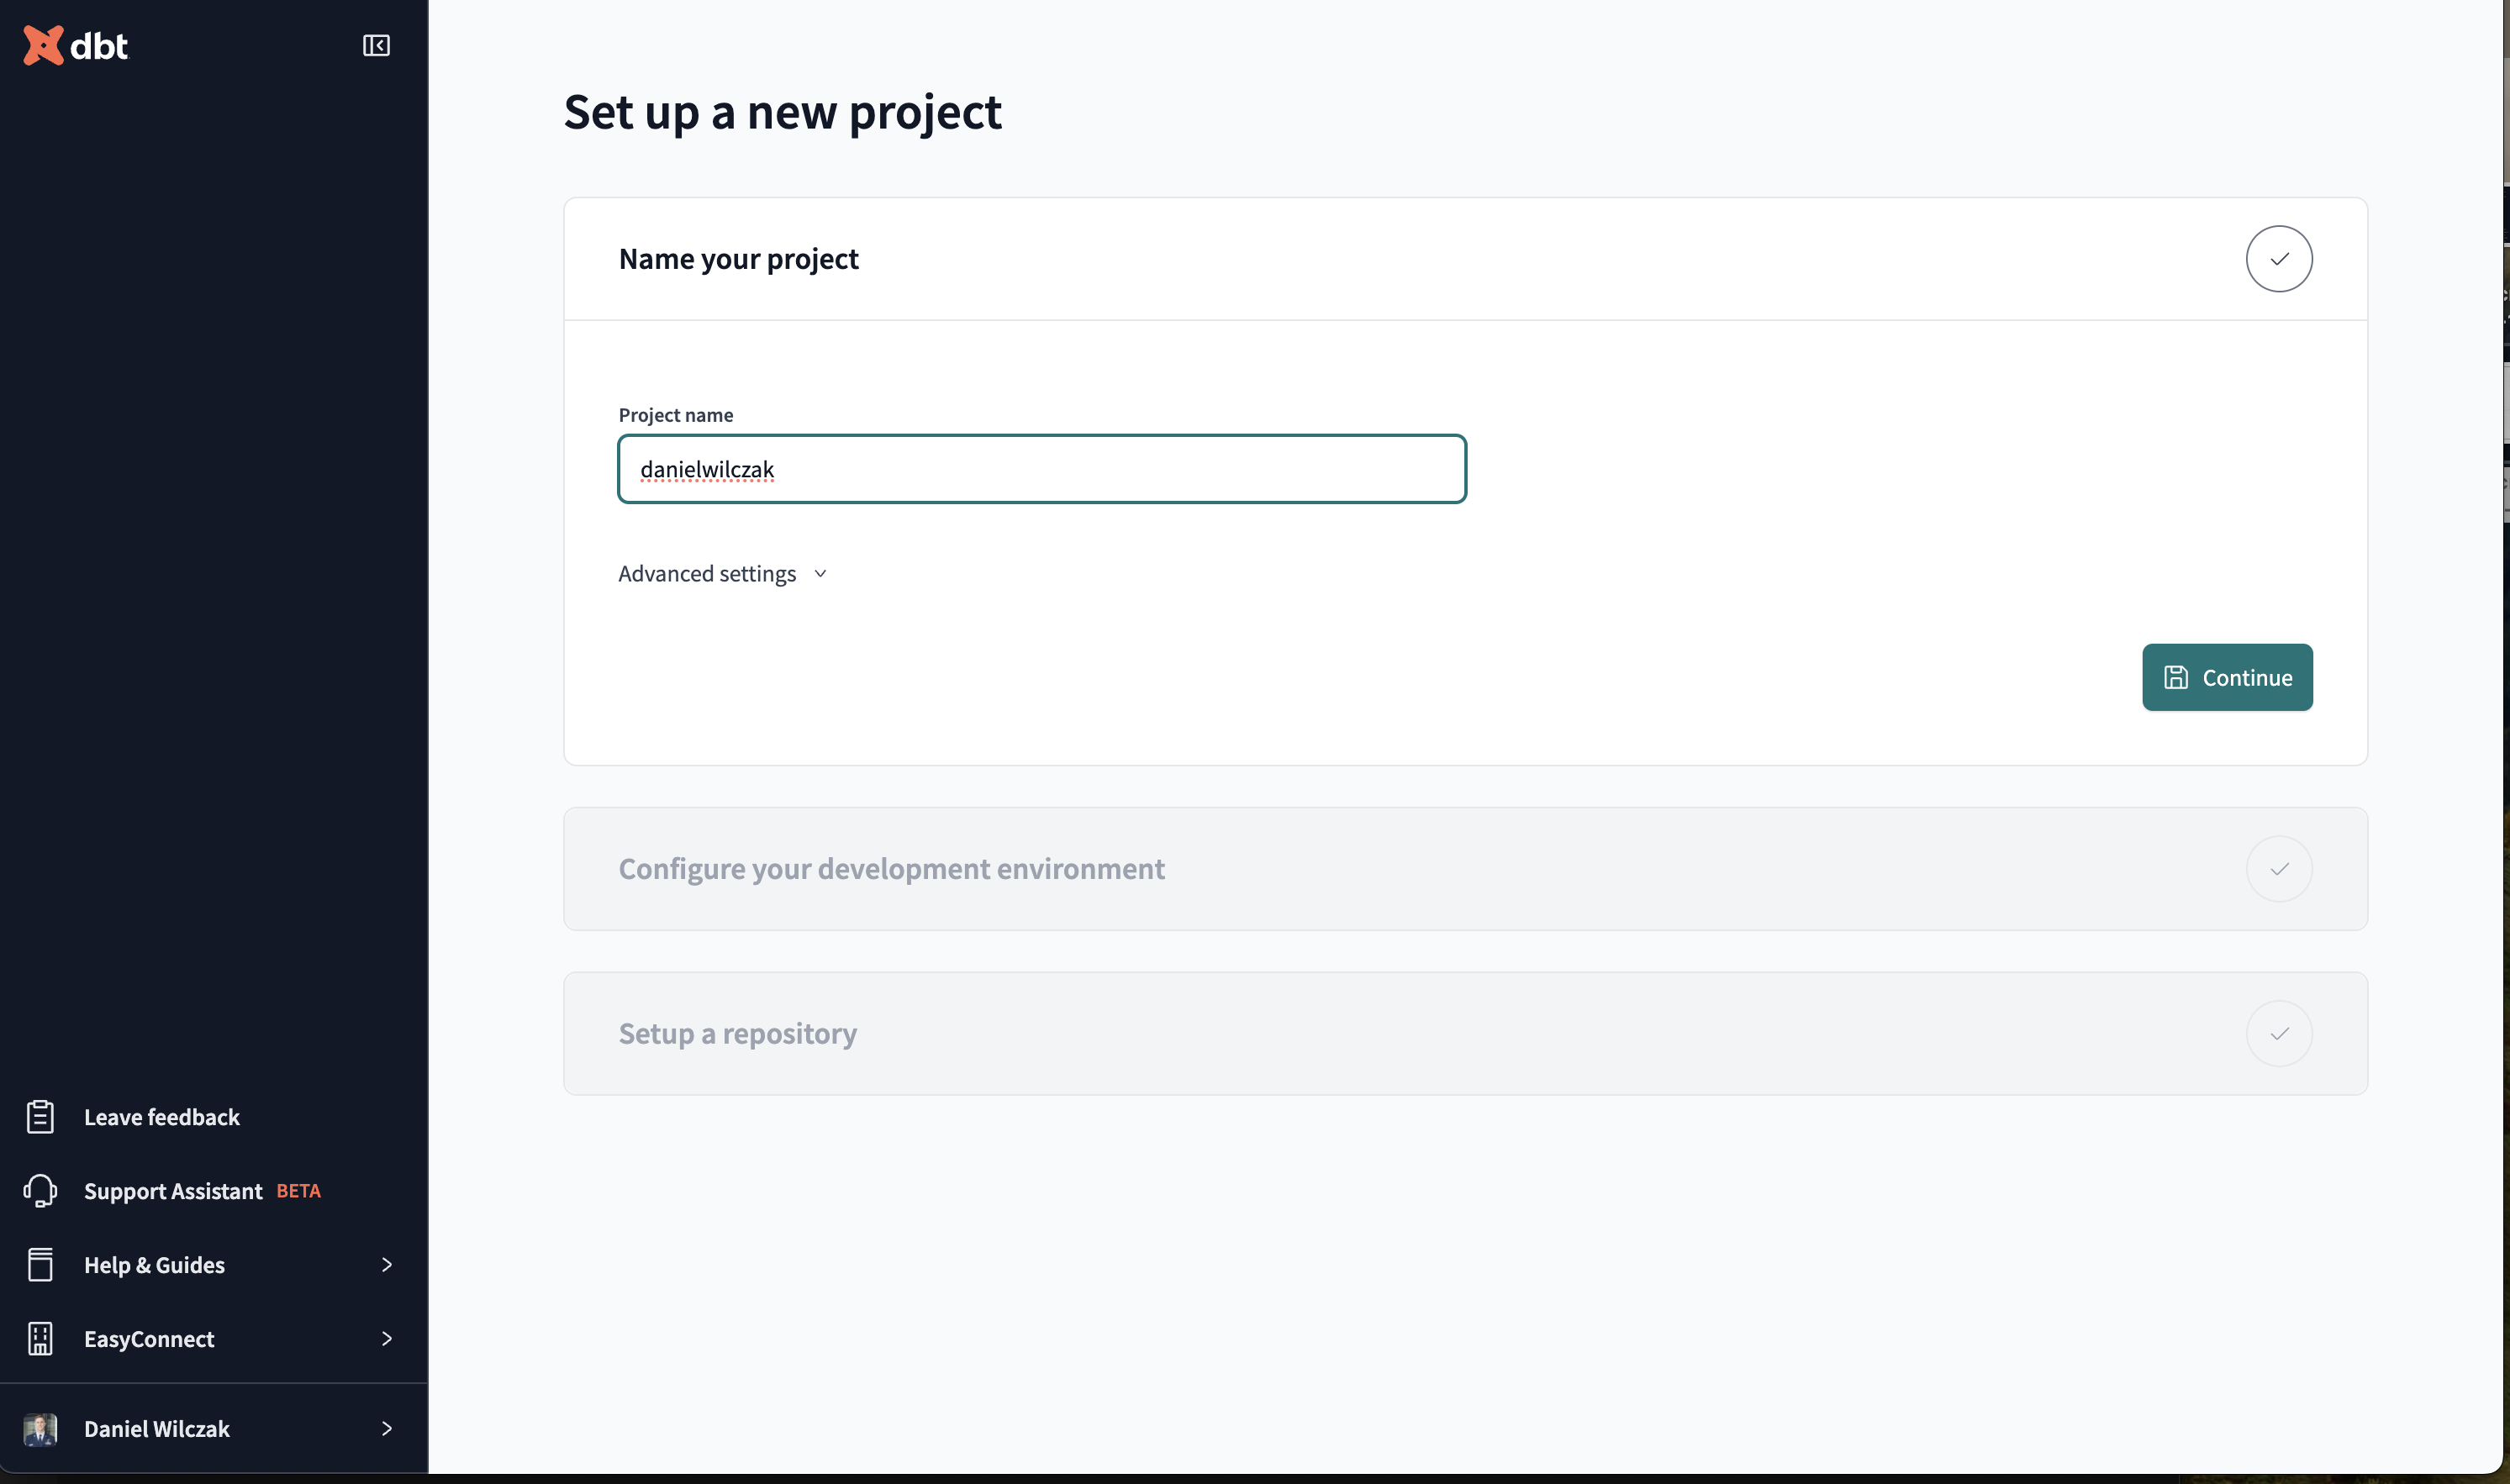 dbt
Set up a new project
Name your project
Project name
danielwilczak
Advanced settings
Continue
Configure your development environment
Setup a repository
Leave feedback
Support Assistant BETA
Help & Guides
EasyConnect
Daniel Wilczak